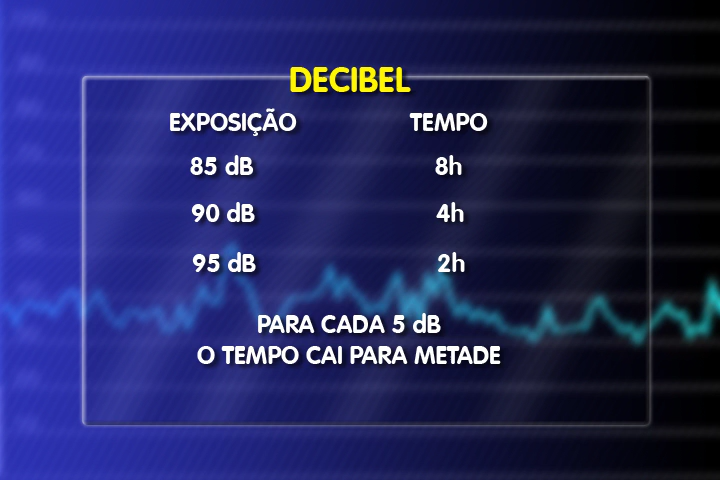 DECIBEL
EXPOSIÇÃO TEMPO
85 dB 8h
90 dB 4h
95 dB 2h
PARA CADA 5 dB
O TEMPO CAI PARA METADE